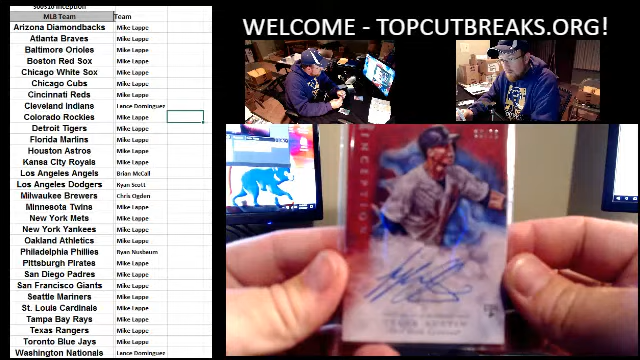 300516 Inception
MLB Team Team
Arizona Diamondbacks Mike Lappe
Atlanta Braves Mike Lappe
Baltimore Orioles Mike Lappe
Boston Red Sox Mike Lappe
Chicago White Sox Mike Lappe
Chicago Cubs Mike Lappe
Cincinnati Reds Mike Lappe
Cleveland Indians Lance Dominguez
Colorado Rockies Mike Lappe
Detroit Tigers Mike Lappe
Florida Marlins Mike Lappe
Houston Astros Mike Lappe
Kansa City Royals Mike Lappe
Los Angeles Angels Brian McCall
Los Angeles Dodgers Ryan Scott
Milwaukee Brewers Chris Ogden
Minnesota Twins Mike Lappe
New York Mets Mike Lappe
New York Yankees Mike Lappe
Oakland Athletics Mike Lappe
Philadelphia Phillies Ryan Nusbeum
Pittsburgh Pirates Mike Lappe
San Diego Padres Mike Lappe
San Francisco Giants Mike Lappe
Seattle Mariners Mike Lappe
St. Louis Cardinals Mike Lappe
Tampa Bay Rays Mike Lappe
Texas Rangers Mike Lappe
Toronto Blue Jays Mike Lappe
Washington Nationals Lance Dominguez
WELCOME - TOPCUTBREAKS.ORG!
INCEPTION
TYLER AUSTIN